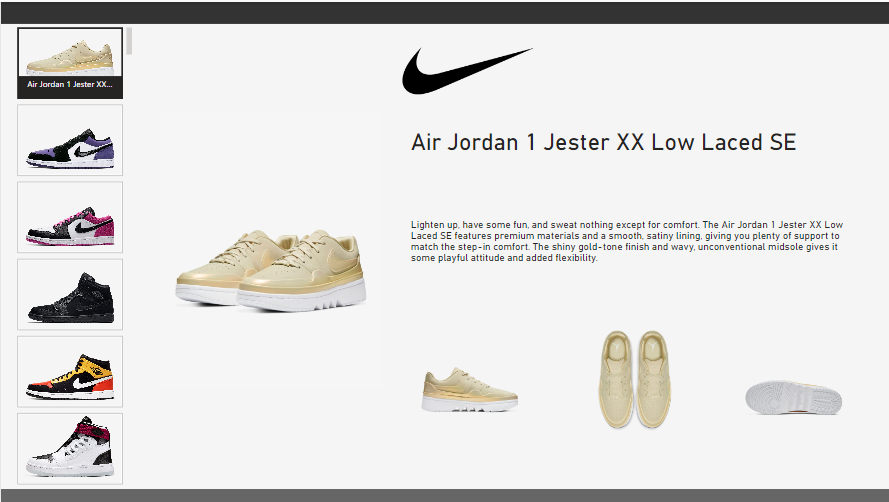 Air Jordan 1 Jester XX...
Air Jordan 1 Jester XX Low Laced SE
Lighten up, have some fun, and sweat nothing except for comfort. The Air Jordan 1 Jester XX Low
Laced SE features premium materials and a smooth, satiny lining, giving you plenty of support to
match the step-in comfort. The shiny gold-tone finish and wavy, unconventional midsole gives it
some playful attitude and added flexibility.